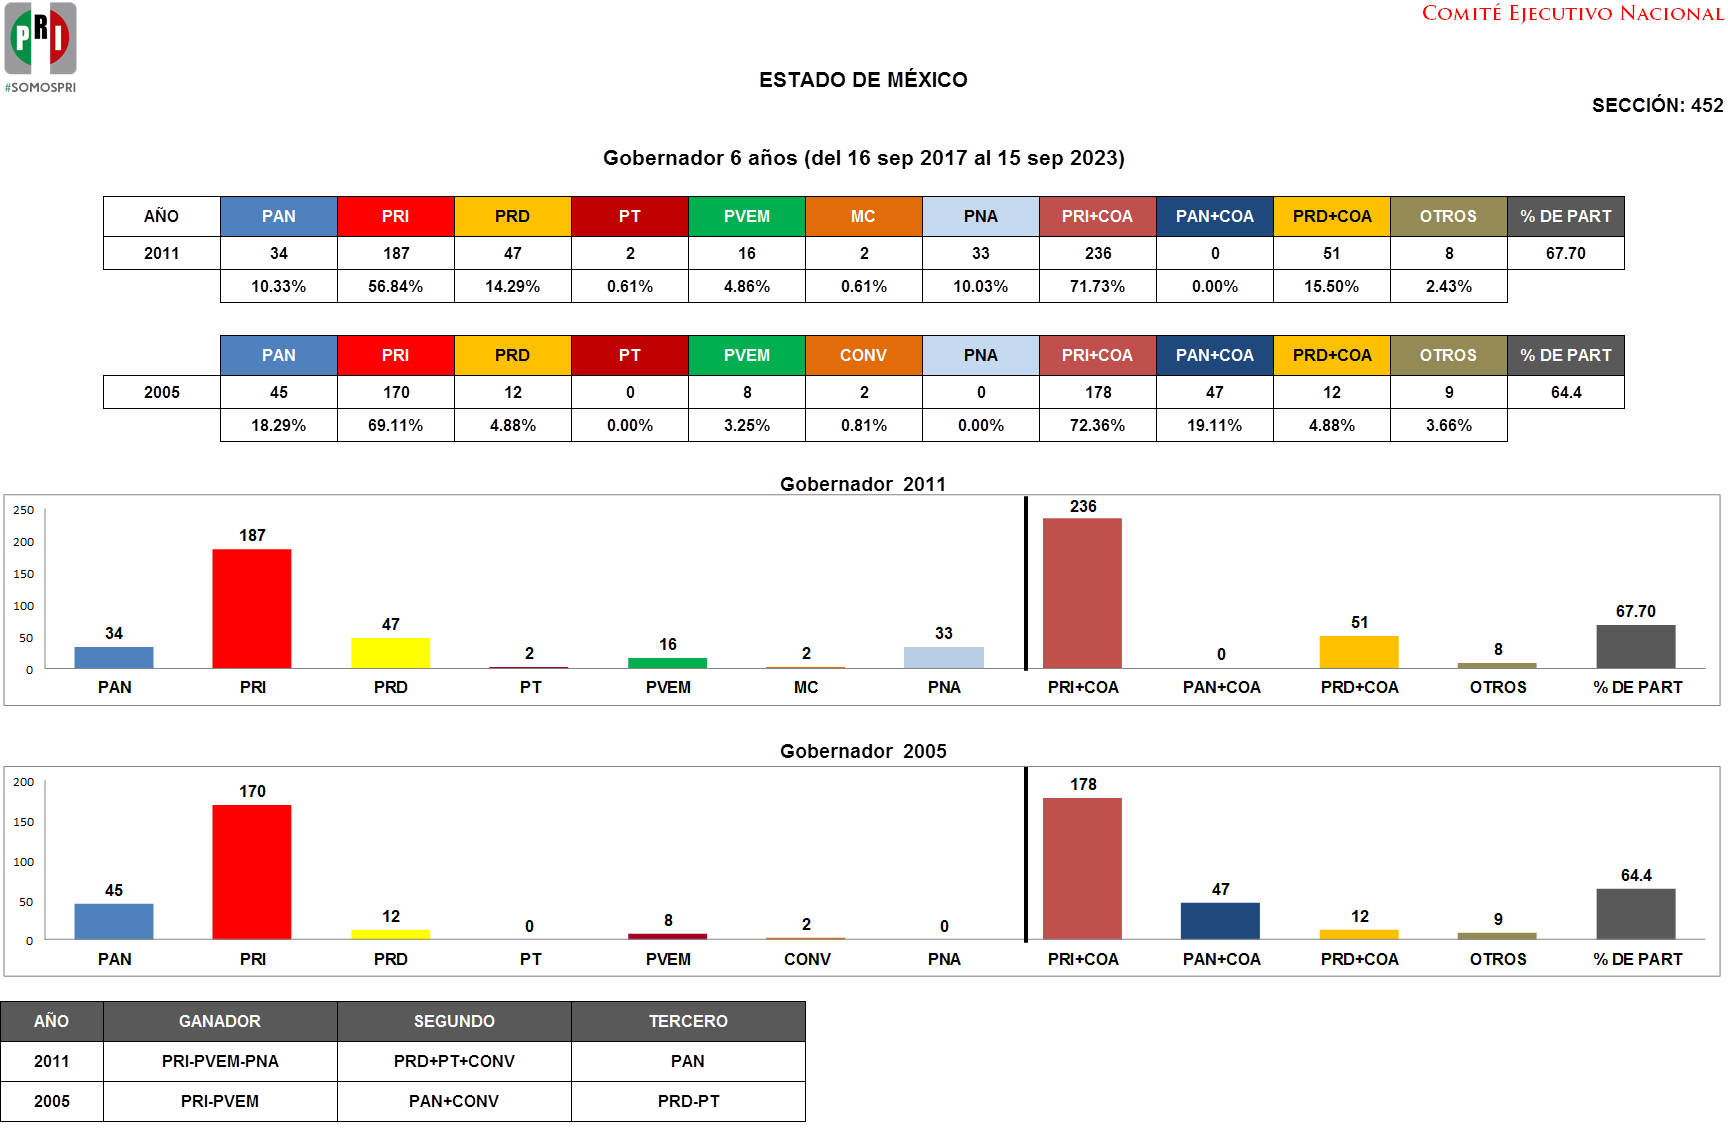 PRI
#SOMOSPRI
COMITÉ EJECUTIVO NACIONAL
ESTADO DE MÉXICO
SECCIÓN: 452
Gobernador 6 años (del 16 sep 2017 al 15 sep 2023)
AÑO PAN PRI PRD PT PVEM MC PNA PRI+COA PAN+COA PRD+COA OTROS % DE PART
2011 34 187 47 2 16 2 33 236 0 51 8 67.70
10.33% 56.84% 14.29% 0.61% 4.86% 0.61% 10.03% 71.73% 0.00% 15.50% 2.43%
PAN PRI PRD PT PVEM CONV PNA PRI+COA PAN+COA PRD+COA OTROS % DE PART
2005 45 170 12 0 8 2 0 178 47 12 9 64.4
18.29% 69.11% 4.88% 0.00% 3.25% 0.81% 0.00% 72.36% 19.11% 4.88% 3.66%
Gobernador 2011
250
200
150
100
50
0
34 187 47 2 16 2 33 236 0 51 8 67.70
PAN PRI PRD PT PVEM MC PNA PRI+COA PAN+COA PRD+COA OTROS % DE PART
Gobernador 2005
200
150
100
50
0
45 170 12 0 8 2 0 178 47 12 9 64.4
PAN PRI PRD PT PVEM CONV PNA PRI+COA PAN+COA PRD+COA OTROS % DE PART
AÑO GANADOR SEGUNDO TERCERO
2011 PRI-PVEM-PNA PRD+PT+CONV PAN
2005 PRI-PVEM PAN+CONV PRD-PT